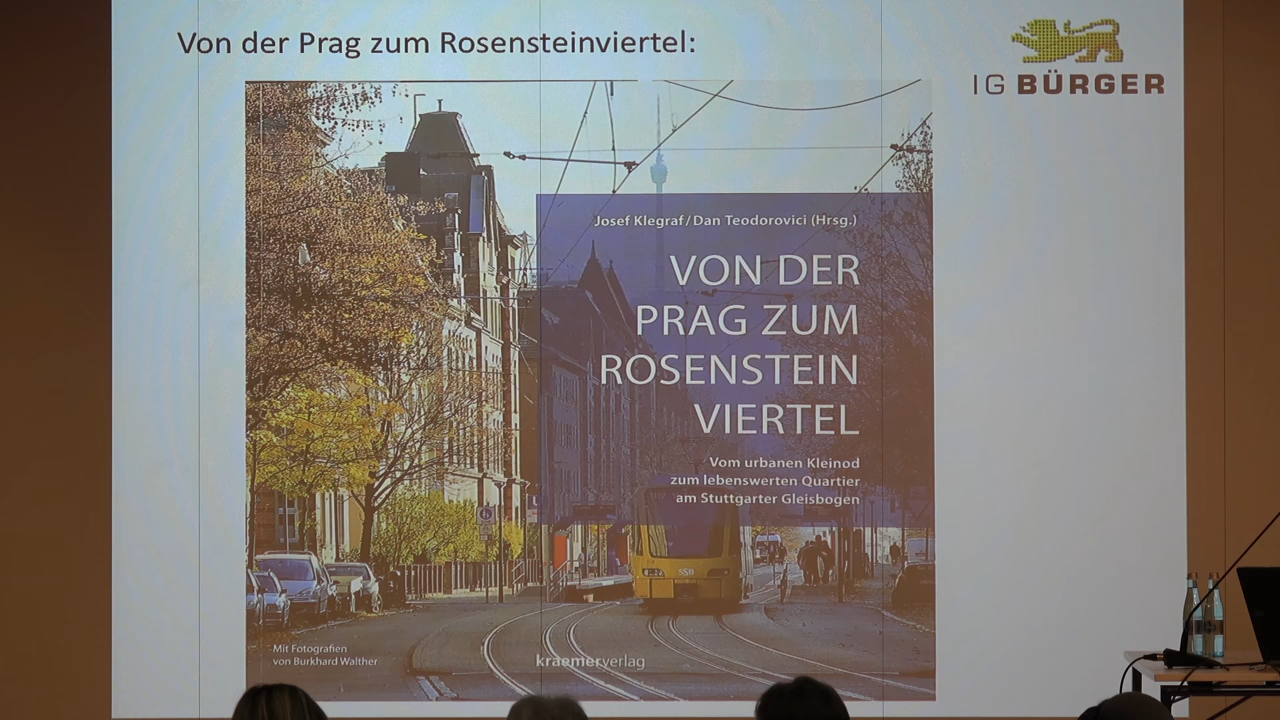 Von der Prag zum Rosensteinviertel:
IG BÜRGER
Josef Klegraf/Dan Teodorovici (Hrsg.)
VON DER
PRAG ZUM
ROSENSTEIN
VIERTEL
Vom urbanen Kleinod
zum lebenswerten Quartier
am Stuttgarter Gleisbogen
SSB
Mit Fotografien
von Burkhard Walther
kraemerverlag